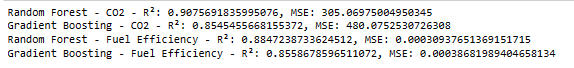 Random Forest - CO2 - R²: 0.9075691835995076, MSE: 305.06975004950345
Gradient Boosting - CO2 - R²: 0.8545455668155372, MSE: 480.0752530726308
Random Forest - Fuel Efficiency - R²: 0.8847238733624512, MSE: 0.00030937651369151715
Gradient Boosting - Fuel Efficiency - R²: 0.8558678596511072, MSE: 0.00038681989404658134